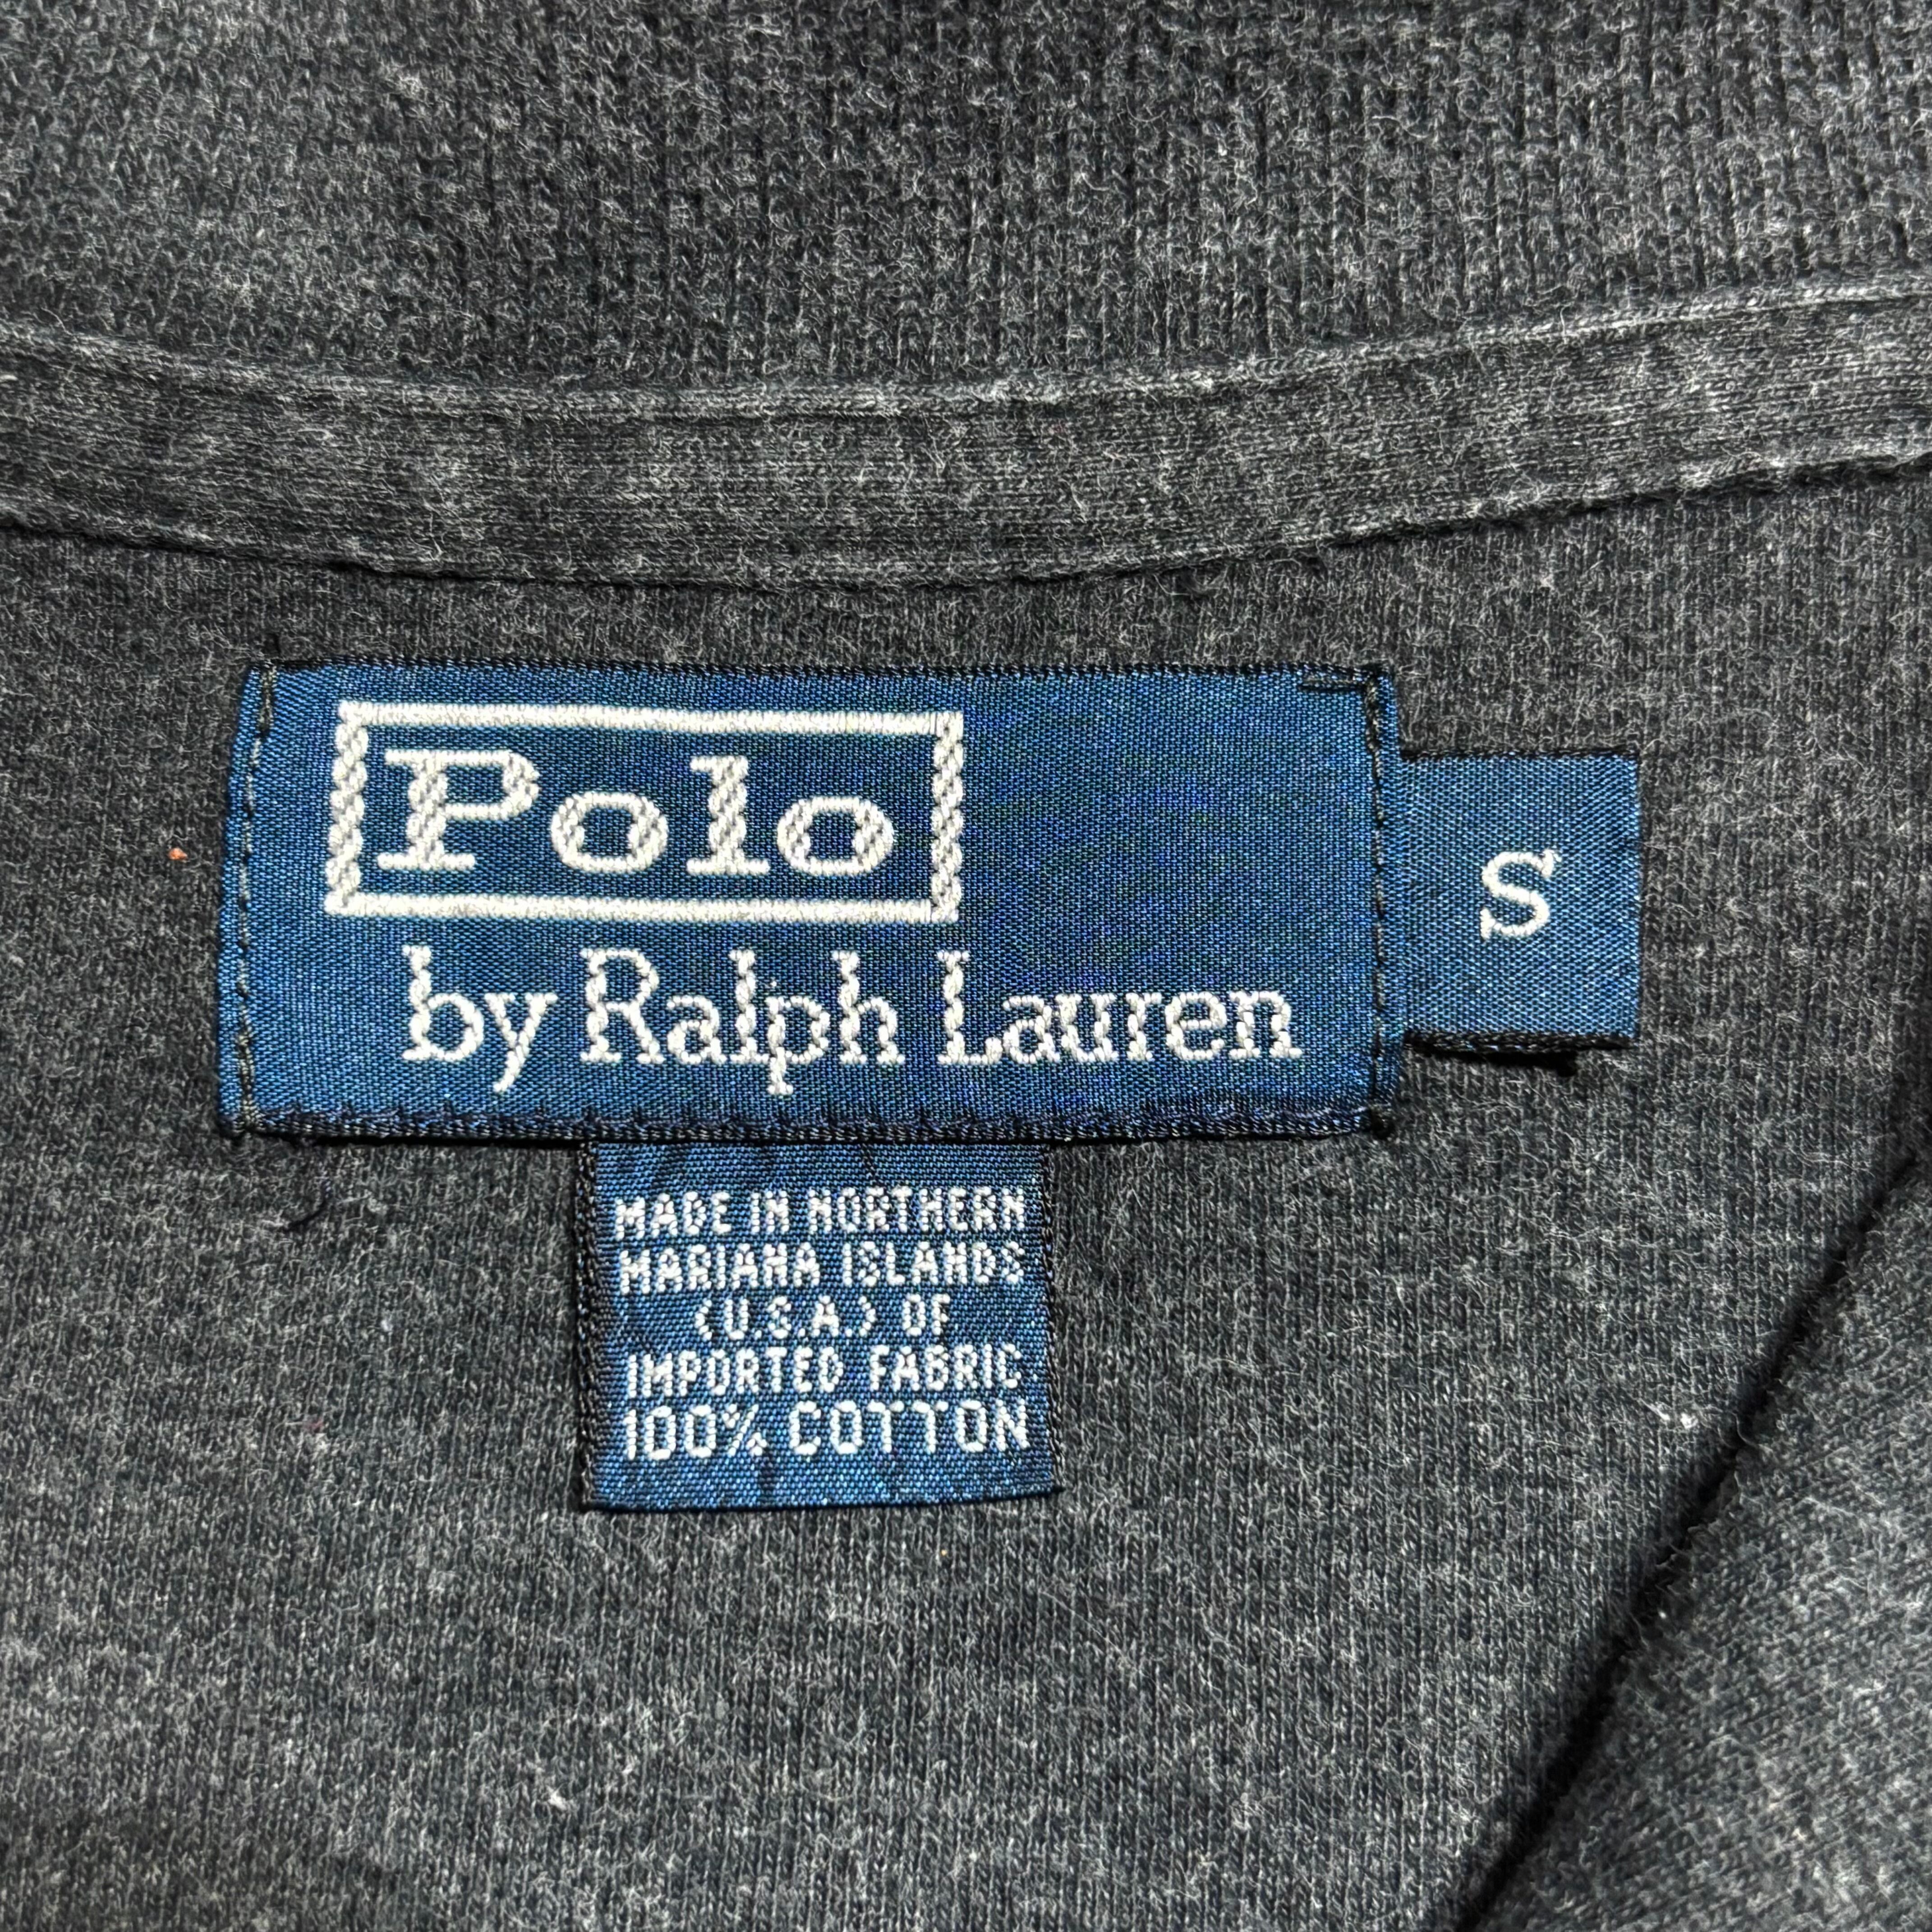 Polo
by Ralph Lauren
S
MADE IN NORTHERN
MARIANA ISLANDS
(U.S.A.) OF
IMPORTED FABRIC
100% COTTON